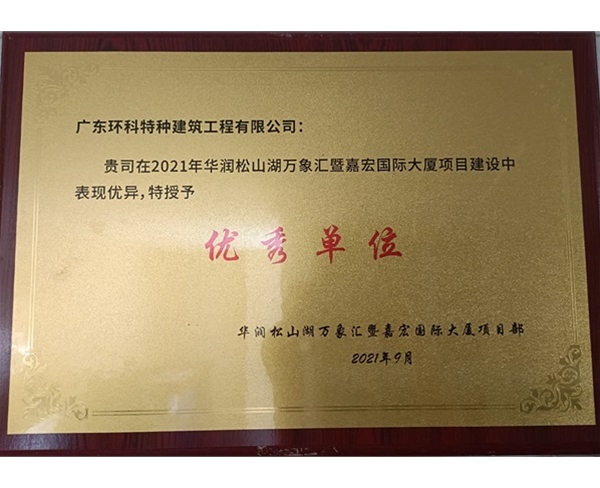 广东环科特种建筑工程有限公司：
贵司在2021年华润松山湖万象汇暨嘉宏国际大厦项目建设中
表现优异，特授予
优秀单位
华润松山湖万象汇暨嘉宏国际大厦项目部
2021年9月